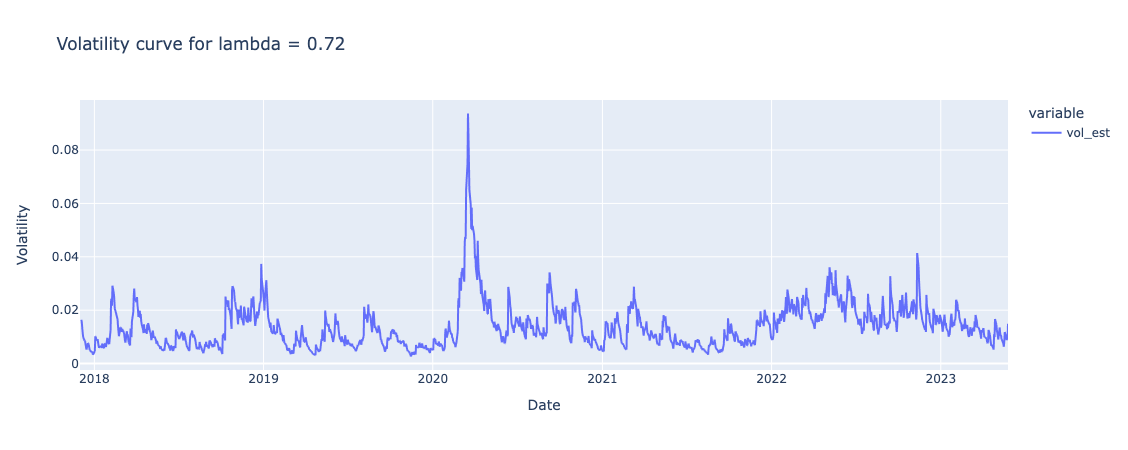 Volatility curve for lambda = 0.72
variable
vol_est
0.08
0.06
0.04
0.02
0
Volatility
2018 2019 2020 2021 2022 2023
Date